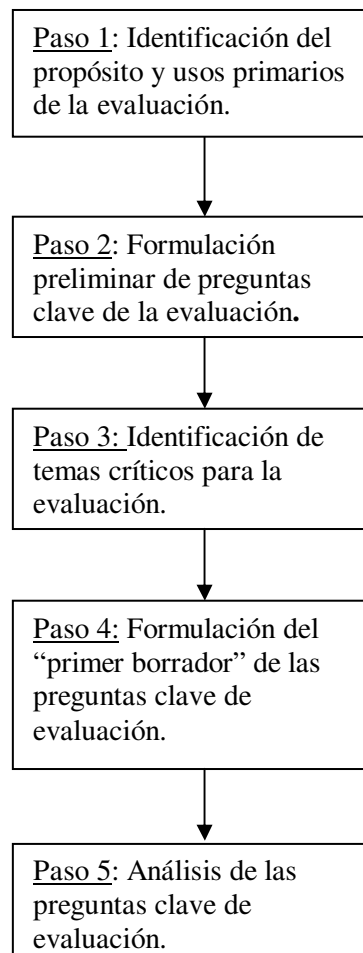 Paso 1: Identificación del
propósito y usos primarios
de la evaluación.
Paso 2: Formulación
preliminar de preguntas
clave de la evaluación.
Paso 3: Identificación de
temas críticos para la
evaluación.
Paso 4: Formulación del
“primer borrador” de las
preguntas clave de
evaluación.
Paso 5: Análisis de las
preguntas clave de
evaluación.